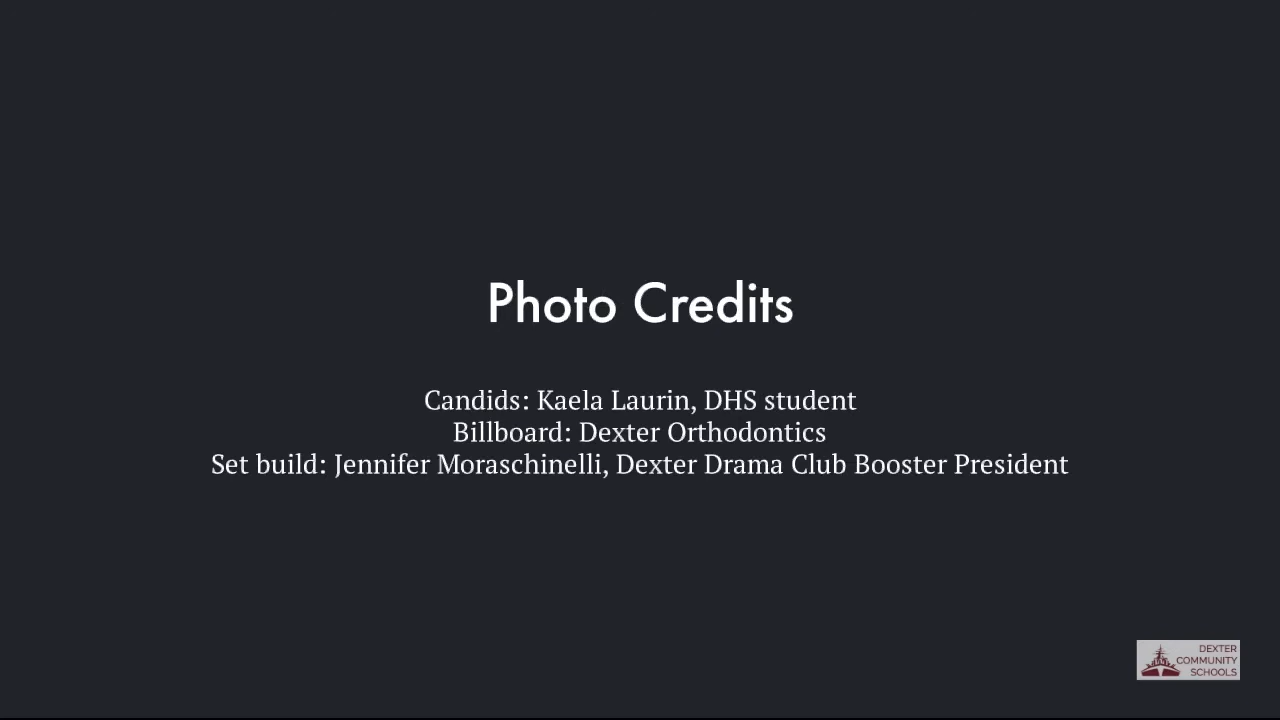 Photo Credits
Candids: Kaela Laurin, DHS student
Billboard: Dexter Orthodontics
Set build: Jennifer Moraschinelli, Dexter Drama Club Booster President
DEXTER
COMMUNITY
SCHOOLS